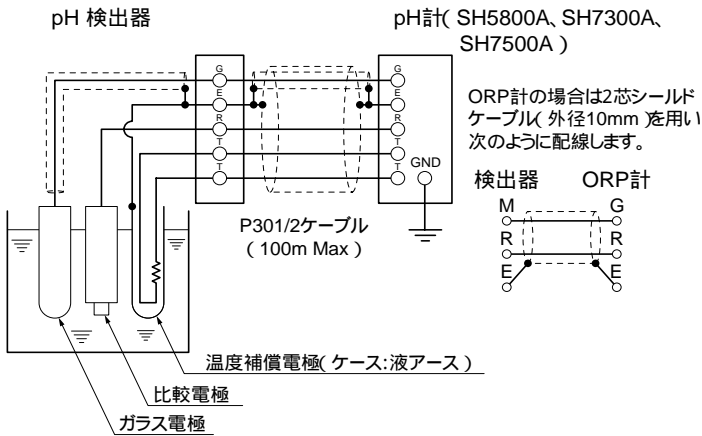 pH 検出器
pH計( SH5800A、SH7300A、
SH7500A )
G
E
R
T
T
G
E
R
T
T
GND
P301/2ケーブル
( 100m Max )
ORP計の場合は2芯シールド
ケーブル( 外径10mm )を用い
次のように配線します。
検出器
ORP計
M
G
R
R
E
E
温度補償電極( ケース:液アース )
比較電極
ガラス電極